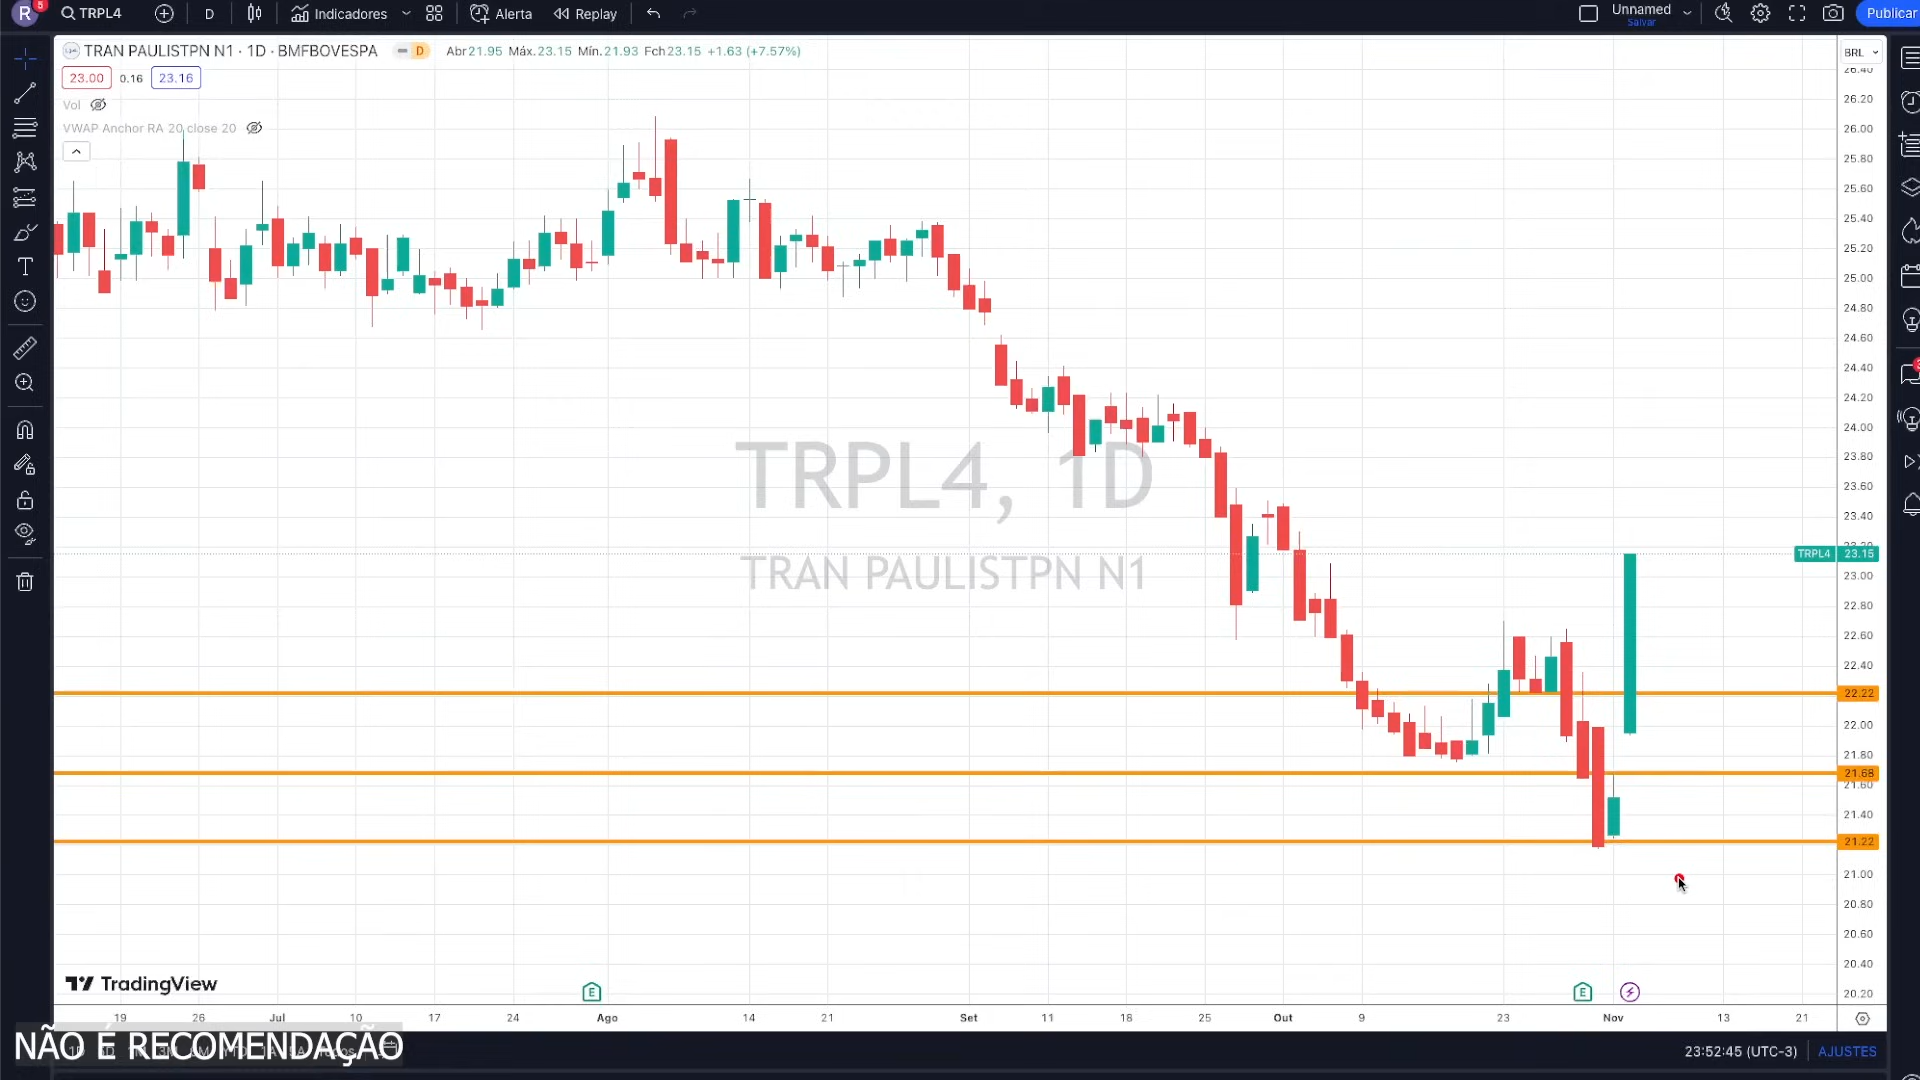 R 5 TRPL4 D Indicadores Alerta Replay Unnamed Salvar Publicar
TRAN PAULISTPN N1 · 1D · BMFBOVESPA D Abr21.95 Máx.23.15 Mín.21.93 Fch23.15 +1.63 (+7.57%)
BRL
23.00 0.16 23.16
Vol
VWAP Anchor RA 20 close 20
26.40
26.20
26.00
25.80
25.60
25.40
25.20
25.00
24.80
24.60
24.40
24.20
24.00
23.80
23.60
23.40
23.20
TRPL4 23.15
23.00
22.80
22.60
22.40
22.22
22.00
21.80
21.68
21.60
21.40
21.22
21.00
20.80
20.60
20.40
20.20
TRPL4, 1D
TRAN PAULISTPN N1
TradingView
E E
19 26 Jul 10 17 24 Ago 14 21 Set 11 18 25 Out 9 23 Nov 13 21
NÃO É RECOMENDAÇÃO
23:52:45 (UTC-3) AJUSTES